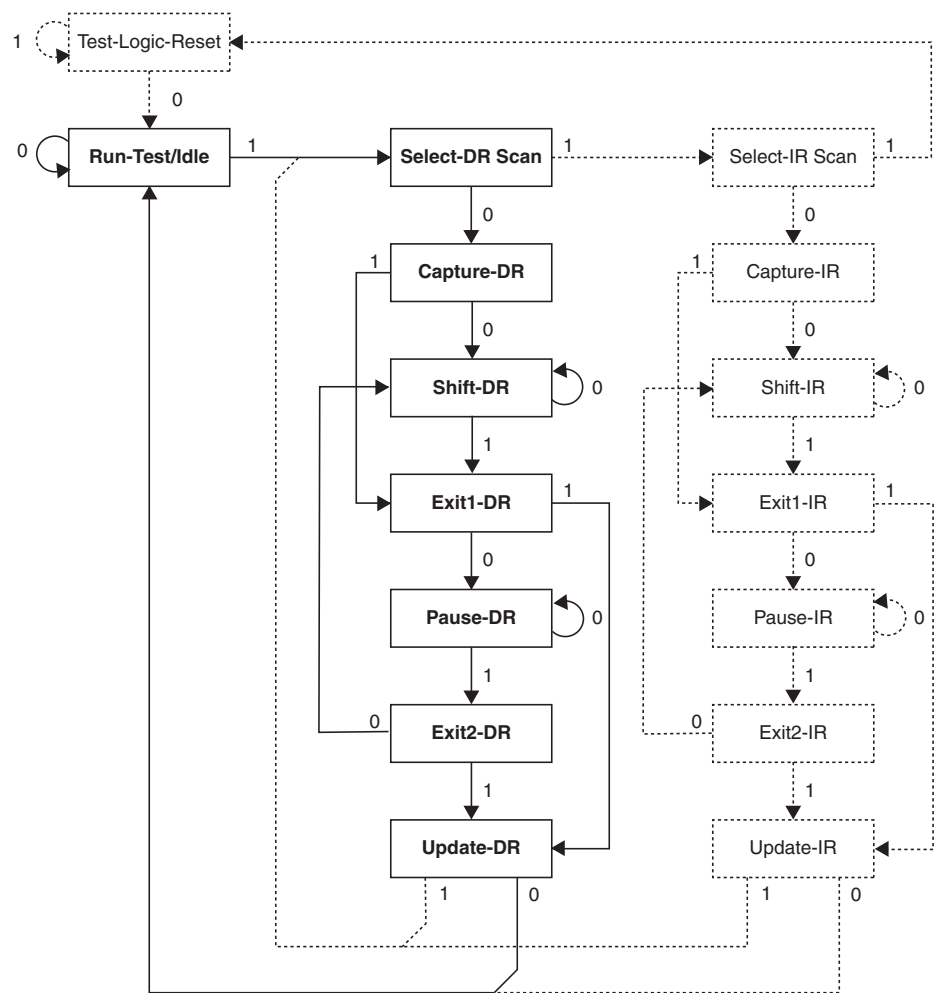 1
Test-Logic-Reset
0
0
Run-Test/Idle
1
Select-DR Scan
1
Select-IR Scan
1
0
0
1
Capture-DR
1
Capture-IR
0
0
Shift-DR
0
Shift-IR
0
1
1
Exit1-DR
1
Exit1-IR
1
0
0
Pause-DR
0
Pause-IR
0
1
1
0
Exit2-DR
0
Exit2-IR
1
1
Update-DR
Update-IR
1
0
1
0